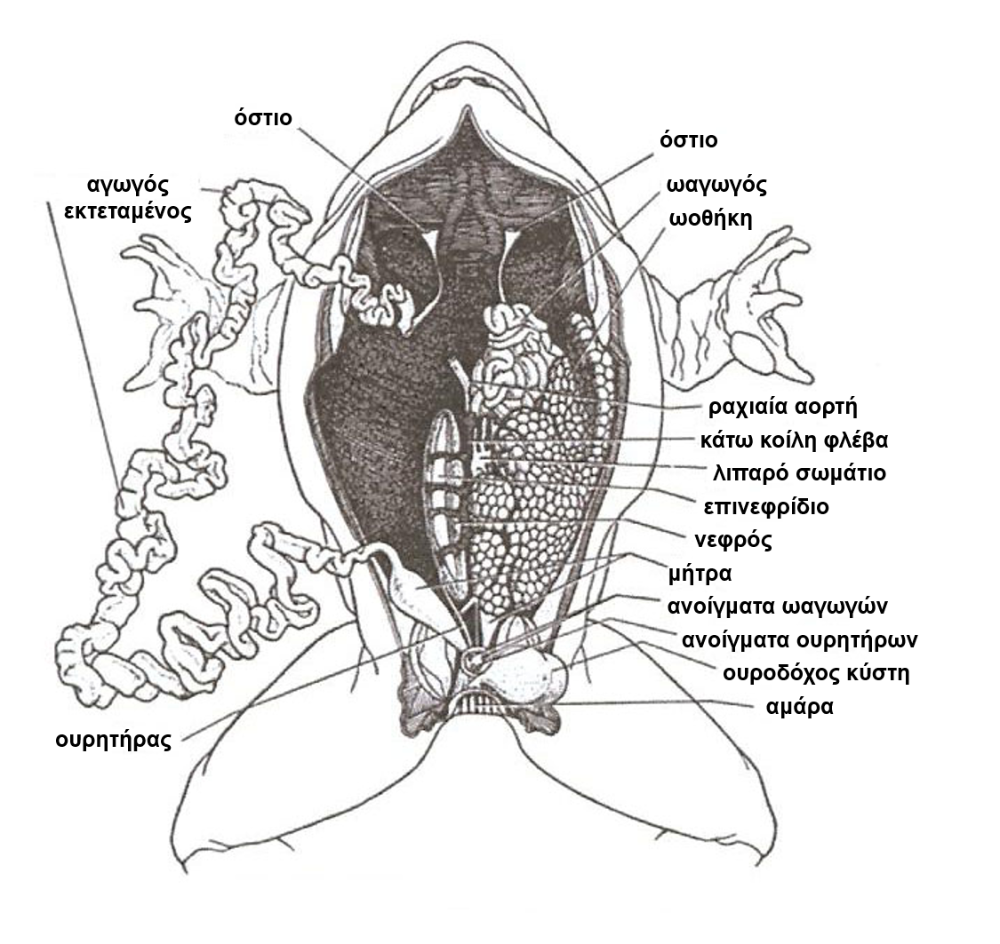 όστιο
όστιο
αγωγός
εκτεταμένος
ωαγωγός
ωοθήκη
ραχιαία αορτή
κάτω κοίλη φλέβα
λιπαρό σωμάτιο
επινεφρίδιο
νεφρός
μήτρα
ανοίγματα ωαγωγών
ανοίγματα ουρητήρων
ουροδόχος κύστη
αμάρα
ουρητήρας